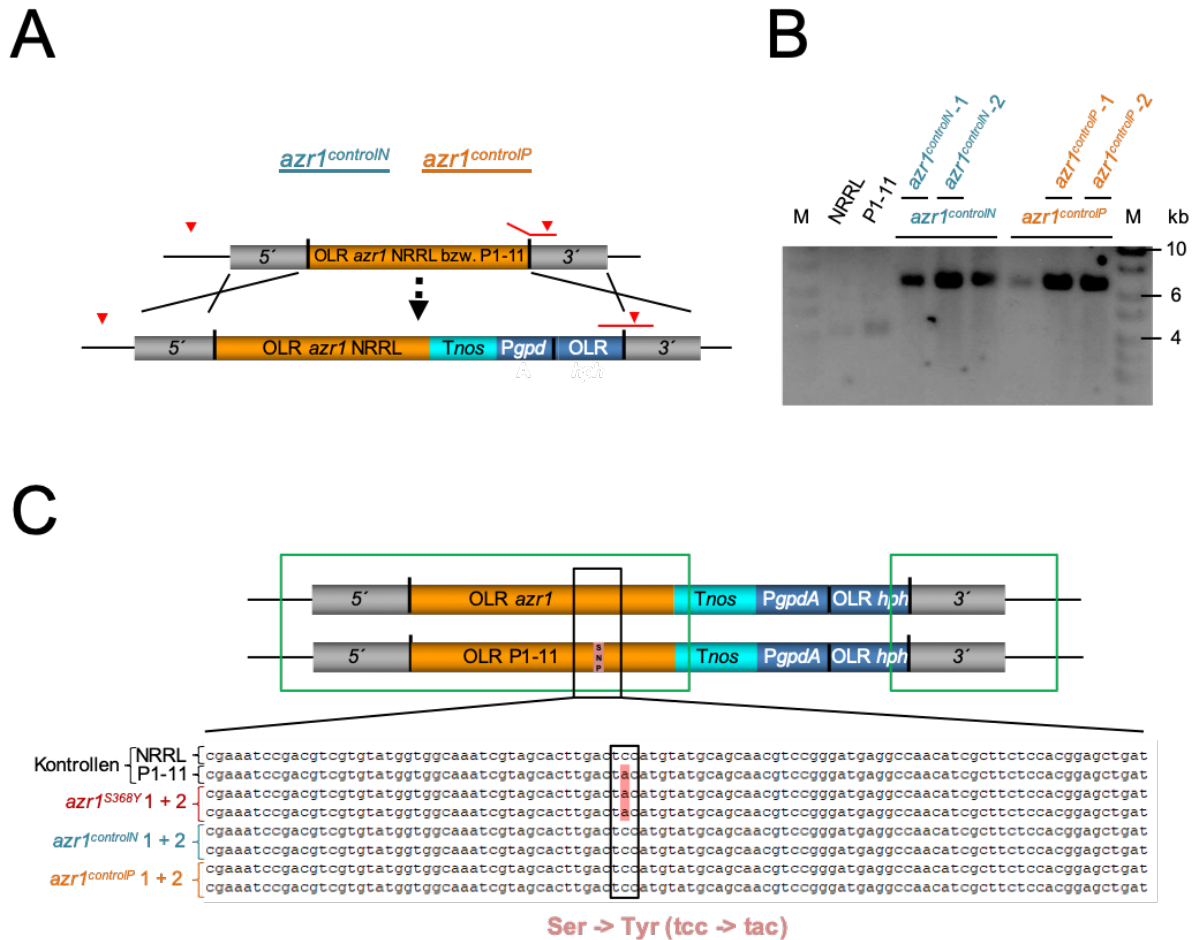 A
azr1controlN azr1controlP
5´ OLR azr1 NRRL bzw. P1-11 3´
5´ OLR azr1 NRRL Tnos Pgpd OLR 3´
A hph
B
azr1controlN-1
azr1controlN-2
azr1controlP-1
azr1controlP-2
M NRRL P1-11 azr1controlN azr1controlP M kb
10
6
4
C
5´ OLR azr1 Tnos PgpdA OLR hph 3´
5´ OLR P1-11 SNP Tnos PgpdA OLR hph 3´
Kontrollen
NRRL cgaaatccgacgtcgtgtatggtggcaaatcgtagcacttgactccatgtatgcagcaacgtccgggatgaggccaacatcgcttctccacggagctgat
P1-11 cgaaatccgacgtcgtgtatggtggcaaatcgtagcacttgactacatgtatgcagcaacgtccgggatgaggccaacatcgcttctccacggagctgat
azr1S368Y 1 + 2 cgaaatccgacgtcgtgtatggtggcaaatcgtagcacttgactacatgtatgcagcaacgtccgggatgaggccaacatcgcttctccacggagctgat
cgaaatccgacgtcgtgtatggtggcaaatcgtagcacttgactacatgtatgcagcaacgtccgggatgaggccaacatcgcttctccacggagctgat
azr1controlN 1 + 2 cgaaatccgacgtcgtgtatggtggcaaatcgtagcacttgactccatgtatgcagcaacgtccgggatgaggccaacatcgcttctccacggagctgat
cgaaatccgacgtcgtgtatggtggcaaatcgtagcacttgactccatgtatgcagcaacgtccgggatgaggccaacatcgcttctccacggagctgat
azr1controlP 1 + 2 cgaaatccgacgtcgtgtatggtggcaaatcgtagcacttgactccatgtatgcagcaacgtccgggatgaggccaacatcgcttctccacggagctgat
cgaaatccgacgtcgtgtatggtggcaaatcgtagcacttgactccatgtatgcagcaacgtccgggatgaggccaacatcgcttctccacggagctgat
Ser -> Tyr (tcc -> tac)